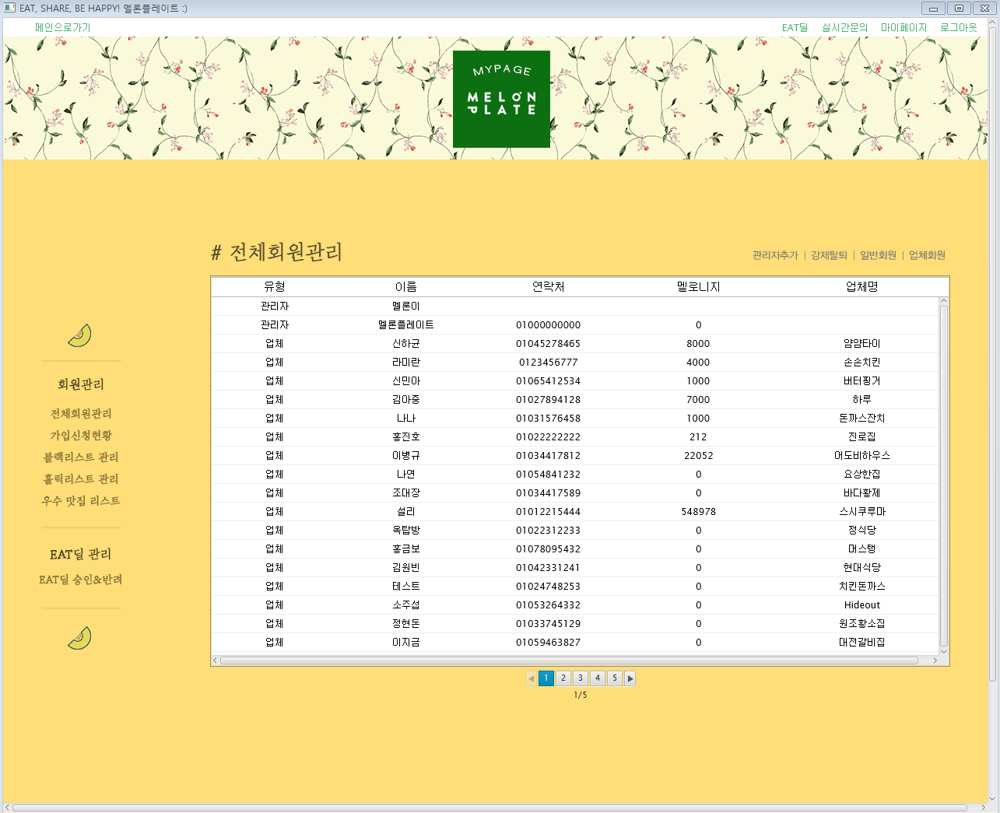 EAT, SHARE, BE HAPPY! 멜론플레이트 :)
메인으로가기 EAT딜 실시간문의 마이페이지 로그아웃
MYPAGE
MELON
PLATE
# 전체회원관리
관리자추가 | 강제탈퇴 | 일반회원 | 업체회원
유형 이름 연락처 멜로니지 업체명
관리자 멜론이
관리자 멜론플레이트 01000000000 0
업체 신하균 01045278465 8000 얌얌타이
업체 라미란 0123456777 4000 손손치킨
업체 신민아 01065412534 1000 버터핑거
업체 김아중 01027894128 7000 하루
업체 나나 01031576458 1000 돈까스잔치
업체 홍진호 01022222222 212 진로집
업체 이병규 01034417812 22052 어도비하우스
업체 나연 01054841232 0 요상한집
업체 조대장 01034417589 0 바다황제
업체 설리 01012215444 548978 스시쿠루마
업체 옥탑방 01022312233 0 정식당
업체 홍금보 01078095432 0 머스탱
업체 김원빈 01042331241 0 현대식당
업체 테스트 01024748253 0 치킨돈까스
업체 소주섭 01053264332 0 Hideout
업체 정현돈 01033745129 0 원조황소집
업체 이지금 01059463827 0 대전갈비집
1 2 3 4 5
1/5
회원관리
전체회원관리
가입신청현황
블랙리스트 관리
홀릭리스트 관리
우수 맛집 리스트
EAT딜 관리
EAT딜 승인&반려